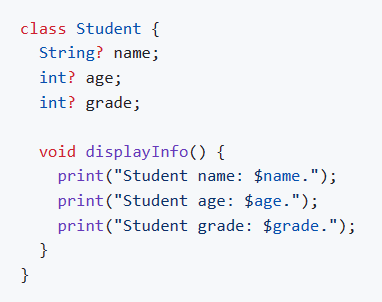 class Student {
  String? name;
  int? age;
  int? grade;

  void displayInfo() {
    print("Student name: $name.");
    print("Student age: $age.");
    print("Student grade: $grade.");
  }
}